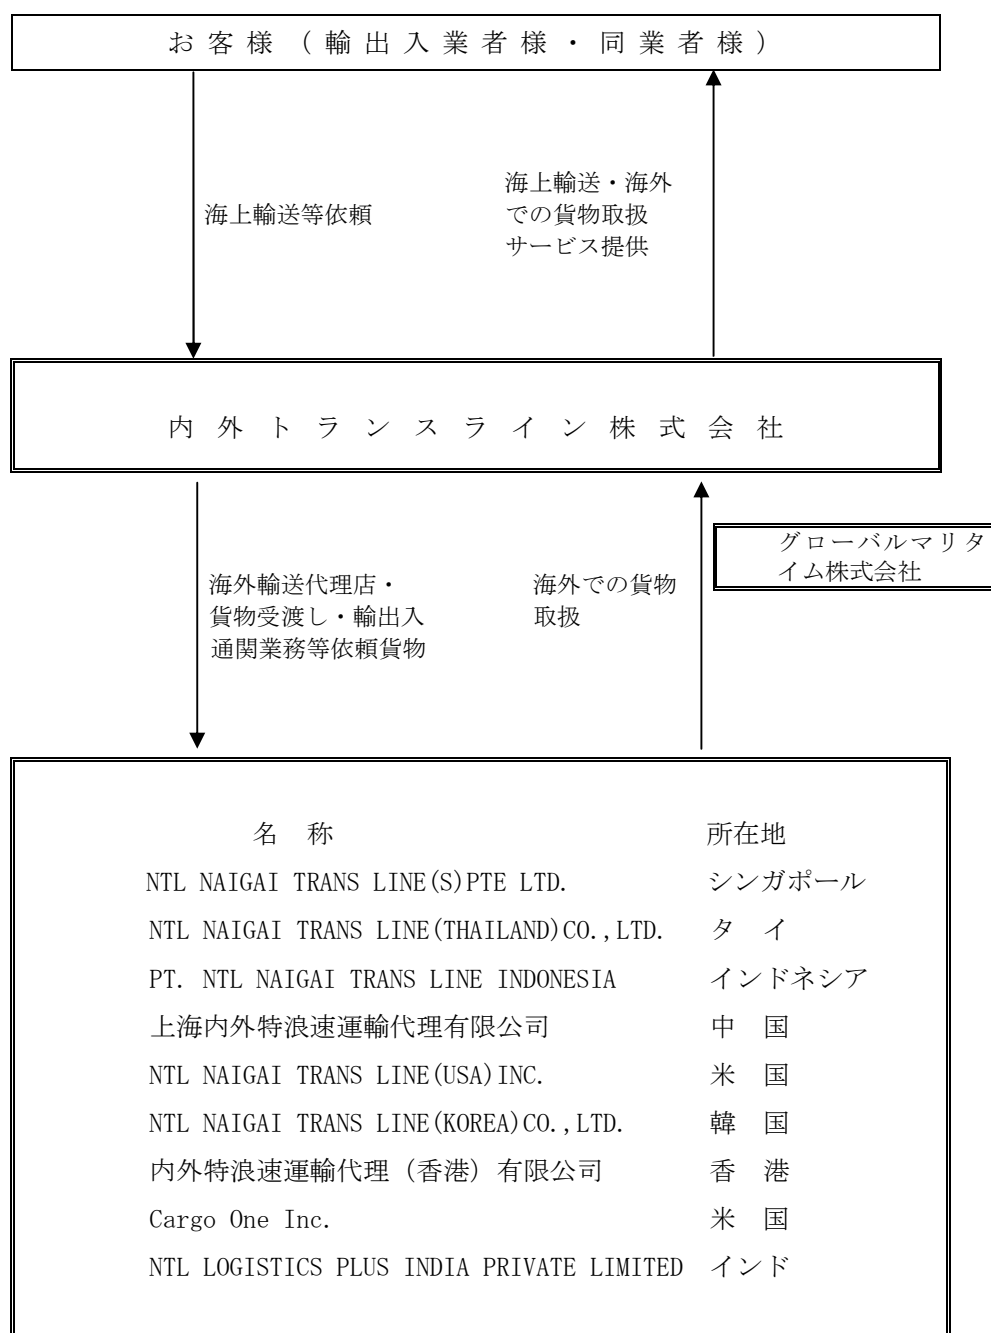 お客様（輸出入業者様・同業者様）
海上輸送等依頼
海上輸送・海外
での貨物取扱
サービス提供
内外トランスライン株式会社
グローバルマリタ
イム株式会社
海外輸送代理店・
貨物受渡し・輸出入
通関業務等依頼貨物
海外での貨物
取扱
名　称 所在地
NTL NAIGAI TRANS LINE(S)PTE LTD. シンガポール
NTL NAIGAI TRANS LINE(THAILAND)CO.,LTD. タ　イ
PT. NTL NAIGAI TRANS LINE INDONESIA インドネシア
上海内外特浪速運輸代理有限公司 中　国
NTL NAIGAI TRANS LINE(USA)INC. 米　国
NTL NAIGAI TRANS LINE(KOREA)CO.,LTD. 韓　国
内外特浪速運輸代理（香港）有限公司 香　港
Cargo One Inc. 米　国
NTL LOGISTICS PLUS INDIA PRIVATE LIMITED インド